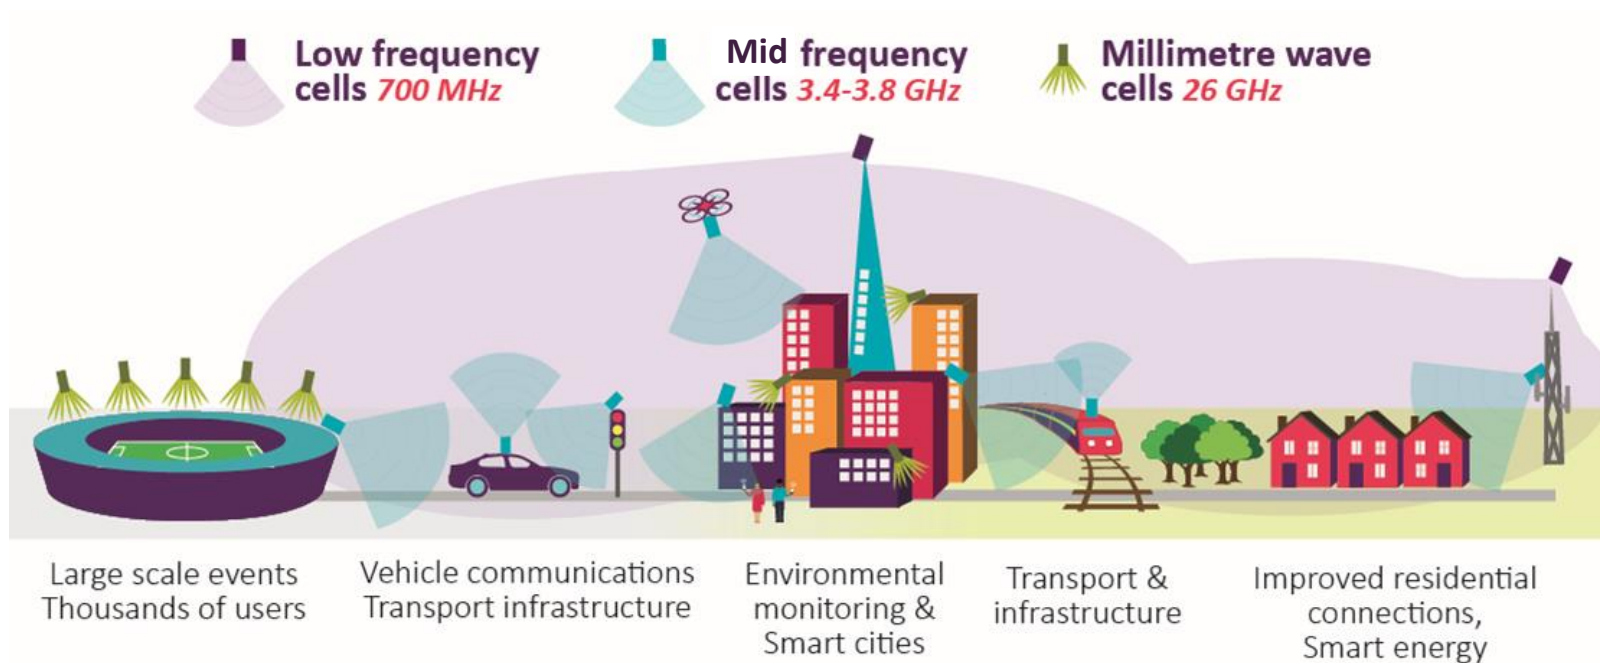 Low frequency
cells 700 MHz
Mid frequency
cells 3.4-3.8 GHz
Millimetre wave
cells 26 GHz
Large scale events
Thousands of users
Vehicle communications
Transport infrastructure
Environmental
monitoring &
Smart cities
Transport &
infrastructure
Improved residential
connections,
Smart energy